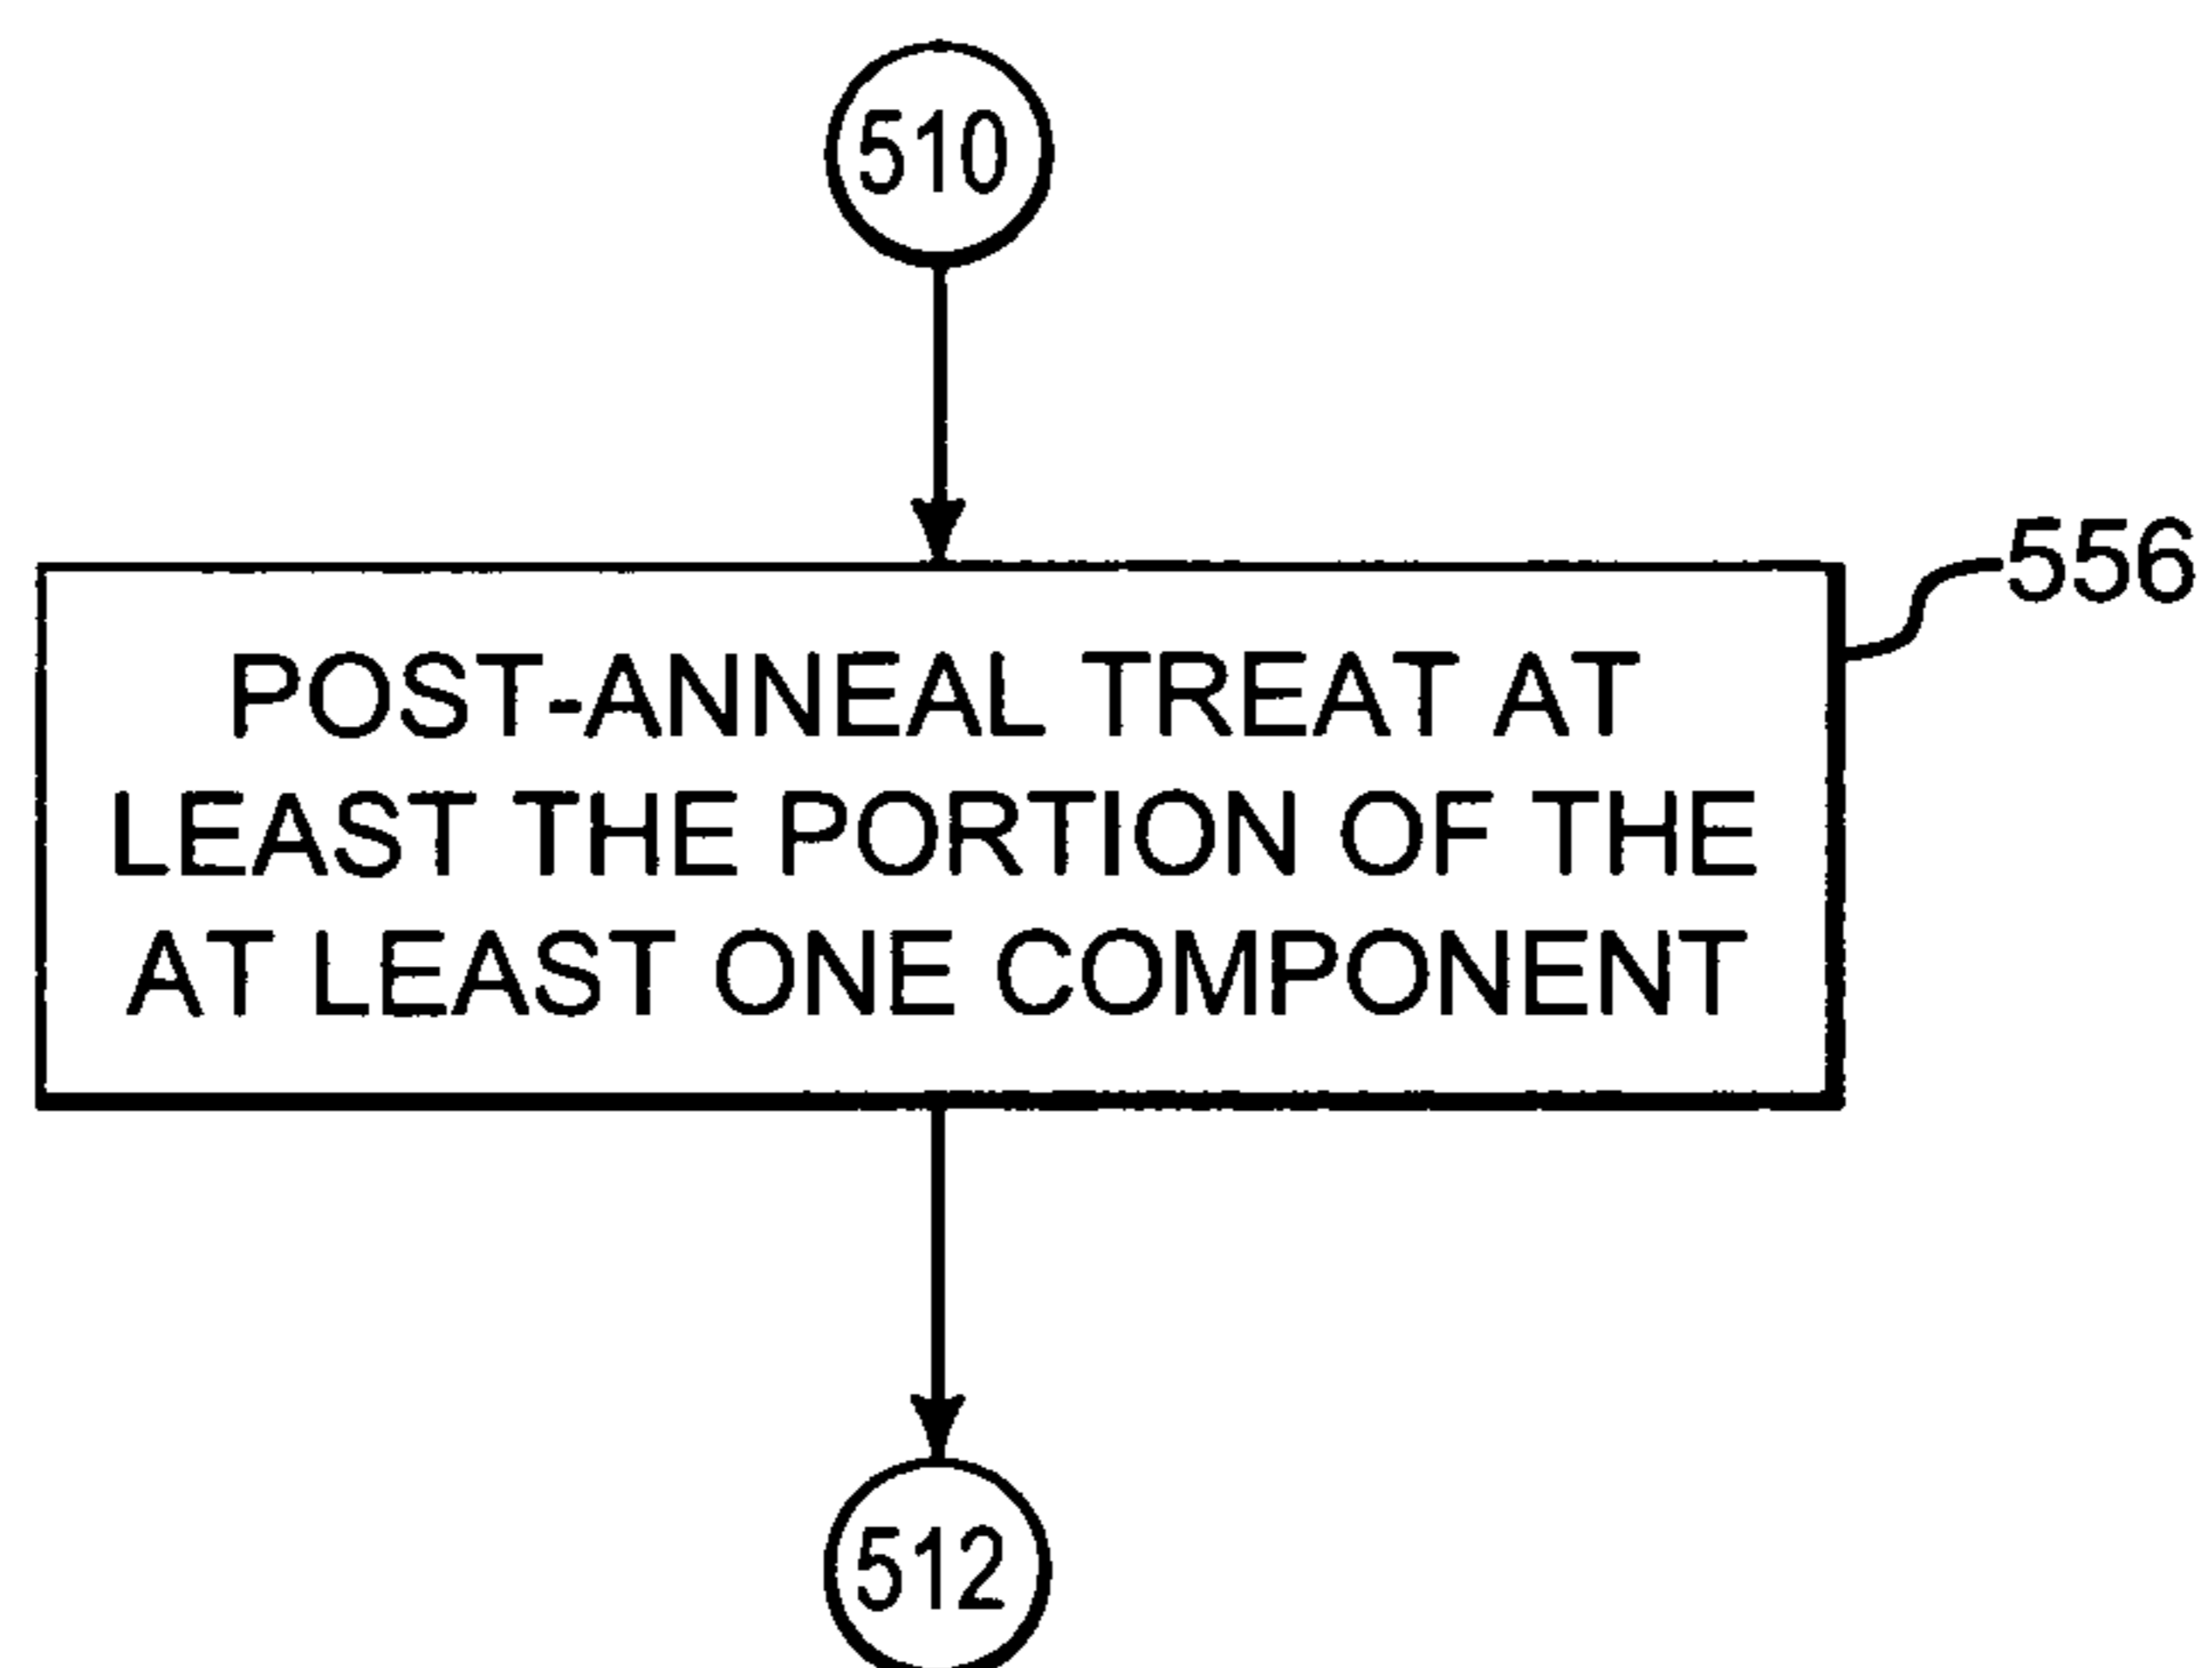 510
556
POST-ANNEAL TREAT AT
LEAST THE PORTION OF THE
AT LEAST ONE COMPONENT
512